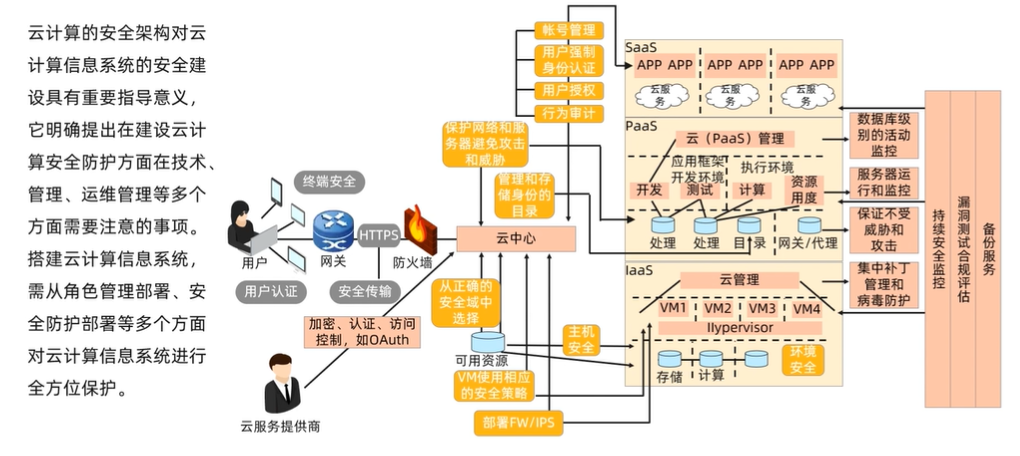 云计算的安全架构对云
计算信息系统的安全建
设具有重要指导意义，
它明确提出在建设云计
算安全防护方面在技术、
管理、运维管理等多个
方面需要注意的事项。
搭建云计算信息系统，
需从角色管理部署、安
全防护部署等多个方面
对云计算信息系统进行
全方位保护。
终端安全
用户
用户认证
网关
HTTPS
安全传输
防火墙
加密、认证、访问
控制，如OAuth
云服务提供商
帐号管理
用户强制
身份认证
用户授权
行为审计
保护网络和服
务器避免攻击
和威胁
管理和存
储身份的
目录
云中心
从正确的
安全域中
选择
可用资源
主机
安全
VM使用相应
的安全策略
部署FW/IPS
SaaS
APP APP
APP APP
APP APP
云服
务
云服
务
云服
务
PaaS
云（PaaS）管理
应用框架
开发环境
执行环境
开发
测试
计算
资源
用度
处理
处理
目录
网关/代理
IaaS
云管理
VM1
VM2
VM3
VM4
IIypervisor
存储
计算
环境
安全
数据库级
别的活动
监控
服务器运
行和监控
保证不受
威胁和
攻击
集中补丁
管理和
病毒防护
持续安全监控
漏洞测试合规评估
备份服务